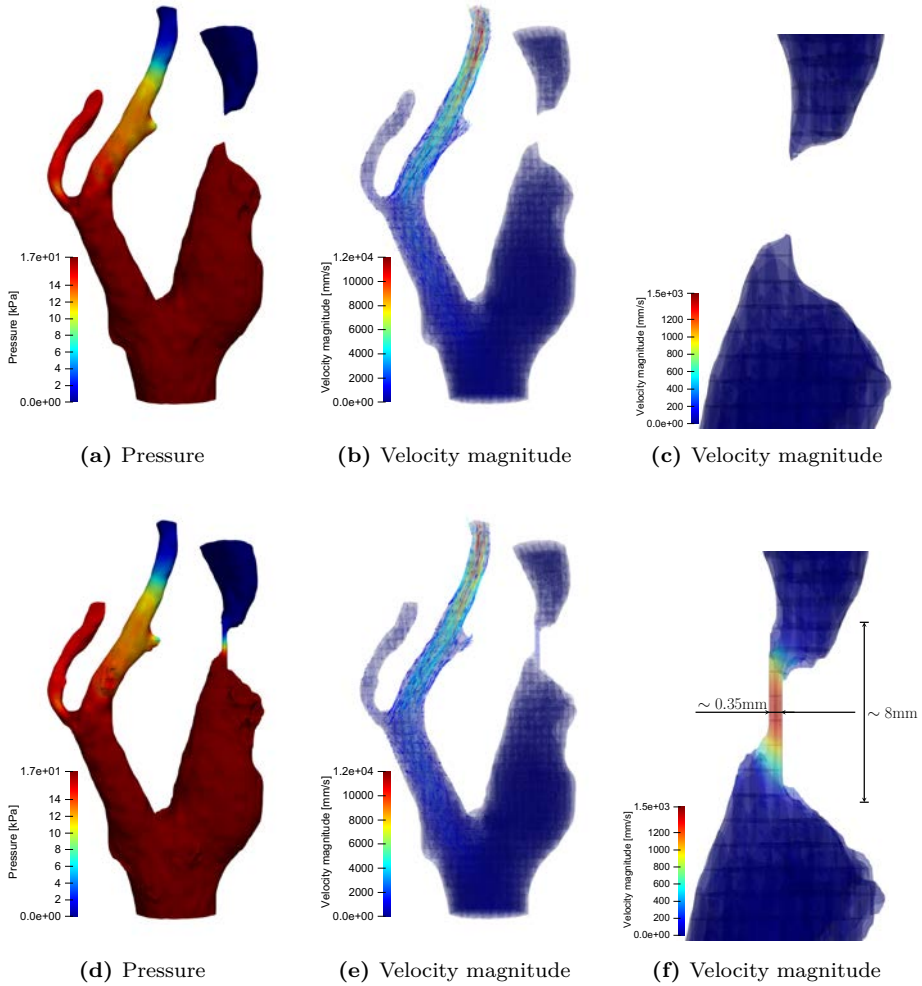 1.7e+01
14
12
10
8
6
4
2
0.0e+00
Pressure [kPa]
1.2e+04
10000
8000
6000
4000
2000
0.0e+00
Velocity magnitude [mm/s]
1.5e+03
1200
1000
800
600
400
200
0.0e+00
Velocity magnitude [mm/s]
(a) Pressure
(b) Velocity magnitude
(c) Velocity magnitude
1.7e+01
14
12
10
8
6
4
2
0.0e+00
Pressure [kPa]
1.2e+04
10000
8000
6000
4000
2000
0.0e+00
Velocity magnitude [mm/s]
∼ 0.35mm
∼ 8mm
1.5e+03
1200
1000
800
600
400
200
0.0e+00
Velocity magnitude [mm/s]
(d) Pressure
(e) Velocity magnitude
(f) Velocity magnitude